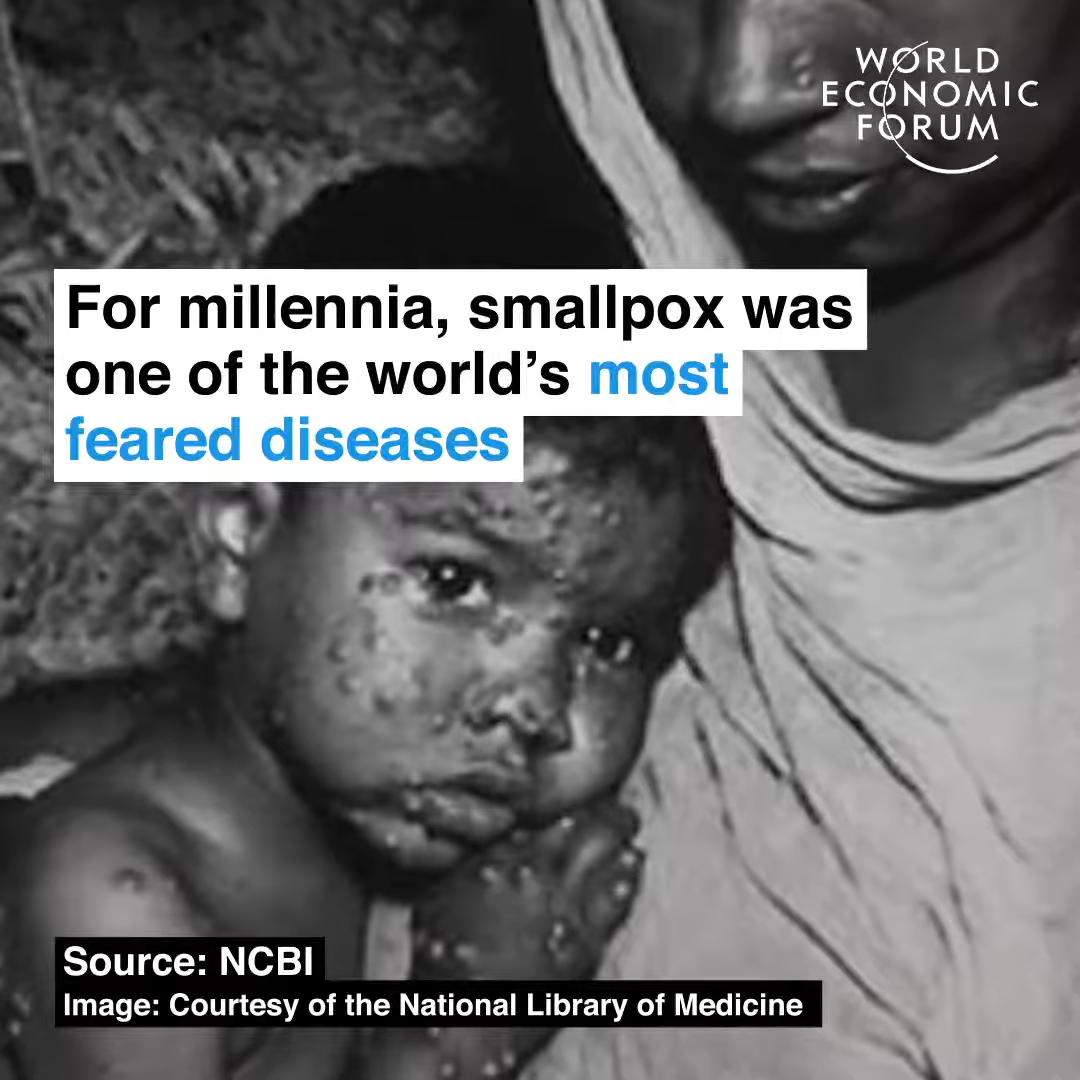 WORLD
ECONOMIC
FORUM
For millennia, smallpox was
one of the world’s most
feared diseases
Source: NCBI
Image: Courtesy of the National Library of Medicine